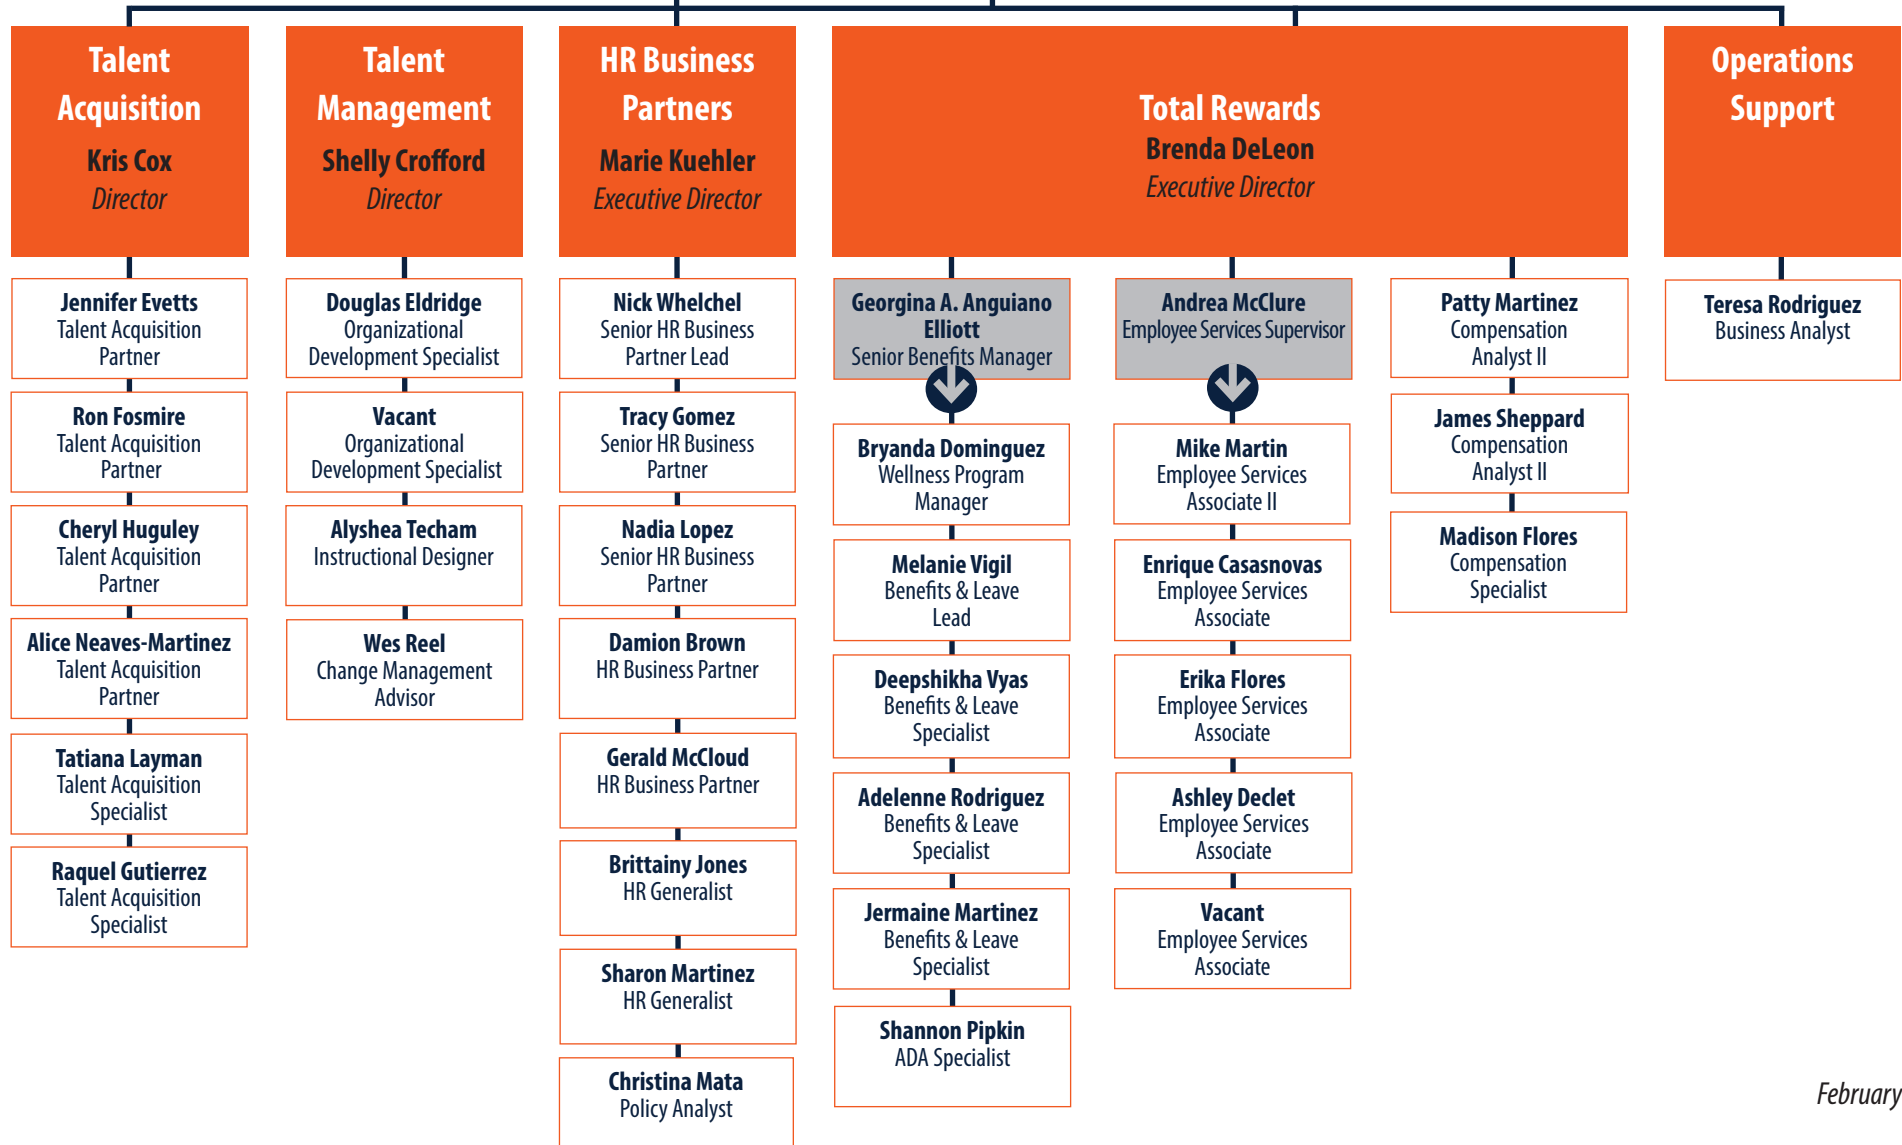 Talent
Acquisition
Kris Cox
Director
Jennifer Evetts
Talent Acquisition
Partner
Ron Fosmire
Talent Acquisition
Partner
Cheryl Huguley
Talent Acquisition
Partner
Alice Neaves-Martinez
Talent Acquisition
Partner
Tatiana Layman
Talent Acquisition
Specialist
Raquel Gutierrez
Talent Acquisition
Specialist
Talent
Management
Shelly Crofford
Director
Douglas Eldridge
Organizational
Development Specialist
Vacant
Organizational
Development Specialist
Alyshea Techam
Instructional Designer
Wes Reel
Change Management
Advisor
HR Business
Partners
Marie Kuehler
Executive Director
Nick Whelchel
Senior HR Business
Partner Lead
Tracy Gomez
Senior HR Business
Partner
Nadia Lopez
Senior HR Business
Partner
Damion Brown
HR Business Partner
Gerald McCloud
HR Business Partner
Brittainy Jones
HR Generalist
Sharon Martinez
HR Generalist
Christina Mata
Policy Analyst
Total Rewards
Brenda DeLeon
Executive Director
Georgina A. Anguiano
Elliott
Senior Benefits Manager
Bryanda Dominguez
Wellness Program
Manager
Melanie Vigil
Benefits & Leave
Lead
Deepshikha Vyas
Benefits & Leave
Specialist
Adelenne Rodriguez
Benefits & Leave
Specialist
Jermaine Martinez
Benefits & Leave
Specialist
Shannon Pipkin
ADA Specialist
Andrea McClure
Employee Services Supervisor
Mike Martin
Employee Services
Associate II
Enrique Casasnovas
Employee Services
Associate
Erika Flores
Employee Services
Associate
Ashley Declet
Employee Services
Associate
Vacant
Employee Services
Associate
Patty Martinez
Compensation
Analyst II
James Sheppard
Compensation
Analyst II
Madison Flores
Compensation
Specialist
Operations
Support
Teresa Rodriguez
Business Analyst
February